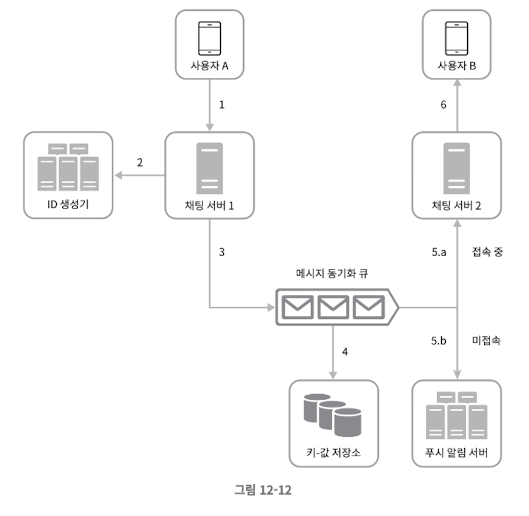 사용자 A
사용자 B
1
6
2
ID 생성기
채팅 서버 1
채팅 서버 2
3
5.a
접속 중
메시지 동기화 큐
5.b
미접속
4
키-값 저장소
푸시 알림 서버
그림 12-12